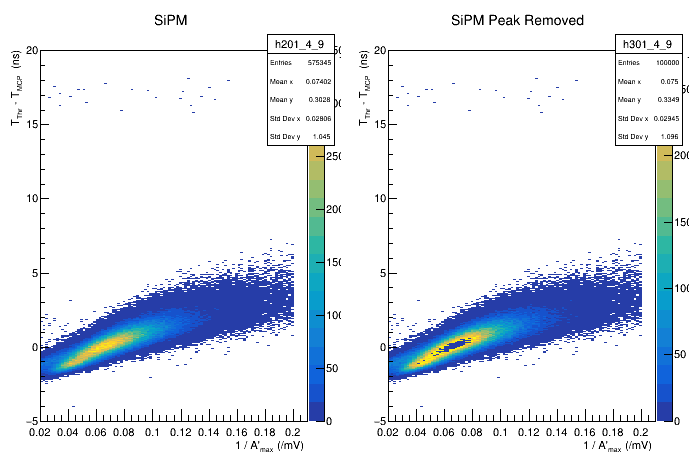 SiPM
h201_4_9
Entries 575345
Mean x 0.07402
Mean y 0.3028
Std Dev x 0.02806
Std Dev y 1.045
T_Thr - T_MCP (ns)
20
15
10
5
0
−5
0.02 0.04 0.06 0.08 0.1 0.12 0.14 0.16 0.18 0.2
1 / A'_max (/mV)
250
200
150
100
50
0
SiPM Peak Removed
h301_4_9
Entries 100000
Mean x 0.075
Mean y 0.3349
Std Dev x 0.02945
Std Dev y 1.096
T_Thr - T_MCP (ns)
20
15
10
5
0
−5
0.02 0.04 0.06 0.08 0.1 0.12 0.14 0.16 0.18 0.2
1 / A'_max (/mV)
200
100
50
0